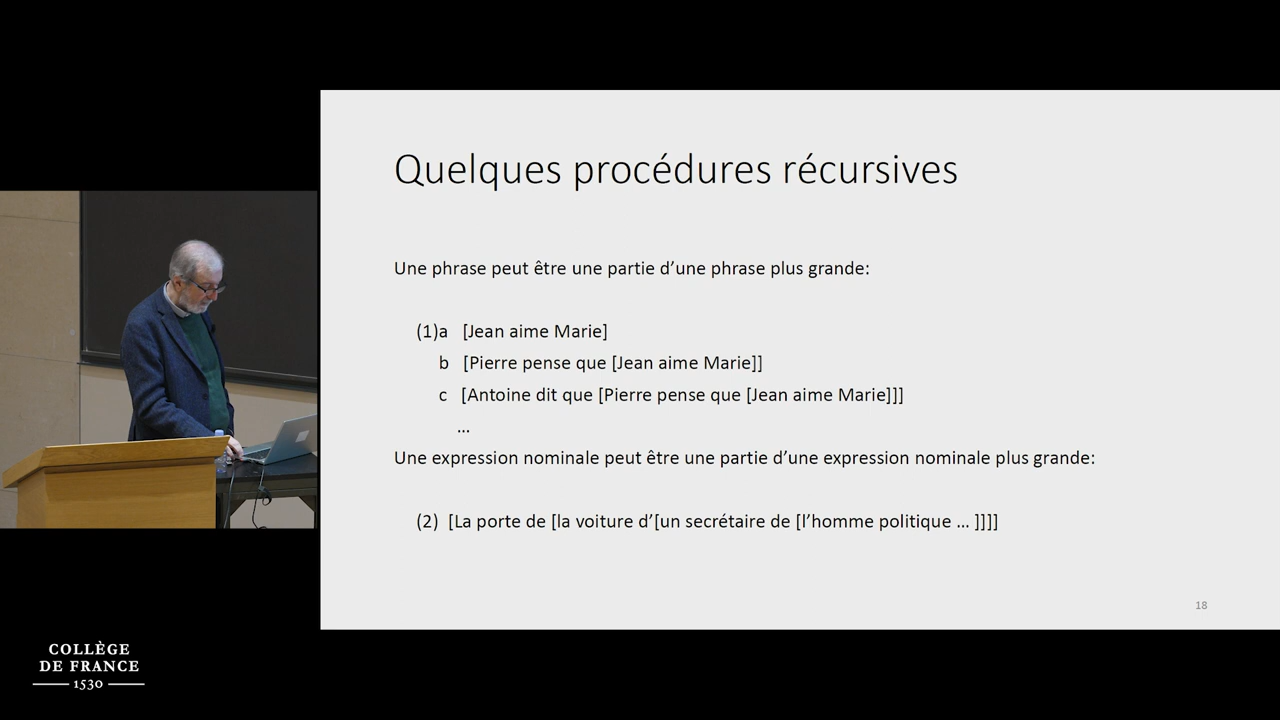 Quelques procédures récursives
Une phrase peut être une partie d’une phrase plus grande:
(1)a [Jean aime Marie]
b [Pierre pense que [Jean aime Marie]]
c [Antoine dit que [Pierre pense que [Jean aime Marie]]]
…
Une expression nominale peut être une partie d’une expression nominale plus grande:
(2) [La porte de [la voiture d’[un secrétaire de [l’homme politique … ]]]]
18
COLLÈGE
DE FRANCE
1530